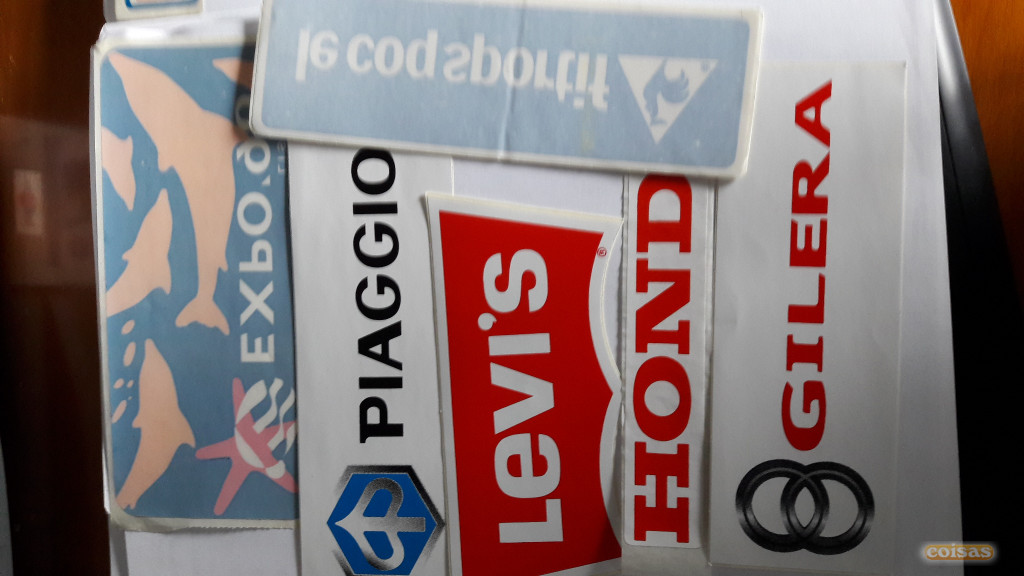 le coq sportif
EXPO.
PIAGGIO
Levi's
®
HOND
GILERA
coisas